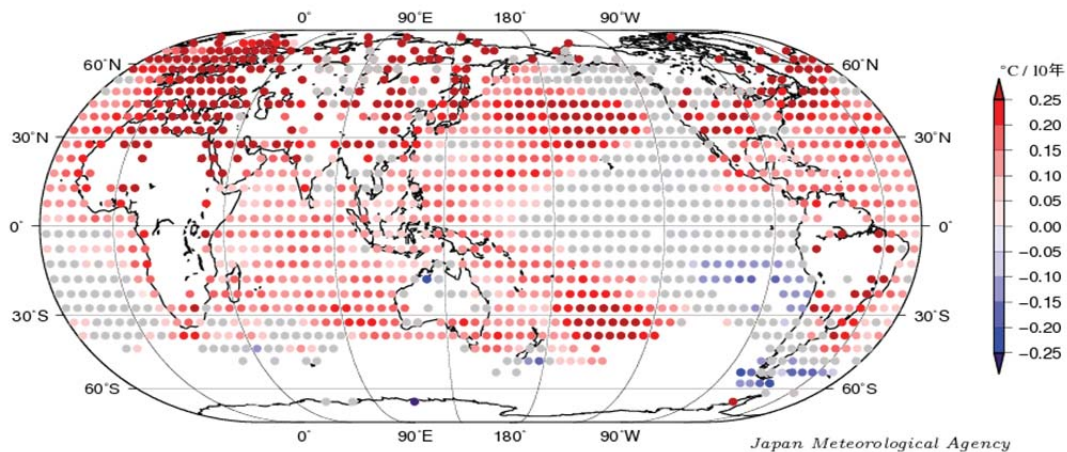 0° 90°E 180° 90°W
60°N
30°N
0° 0°
30°S 30°S
60°S 60°S
0° 90°E 180° 90°W
°C / 10年
0.25
0.20
0.15
0.10
0.05
0.00
−0.05
−0.10
−0.15
−0.20
−0.25
60°N
30°N
Japan Meteorological Agency